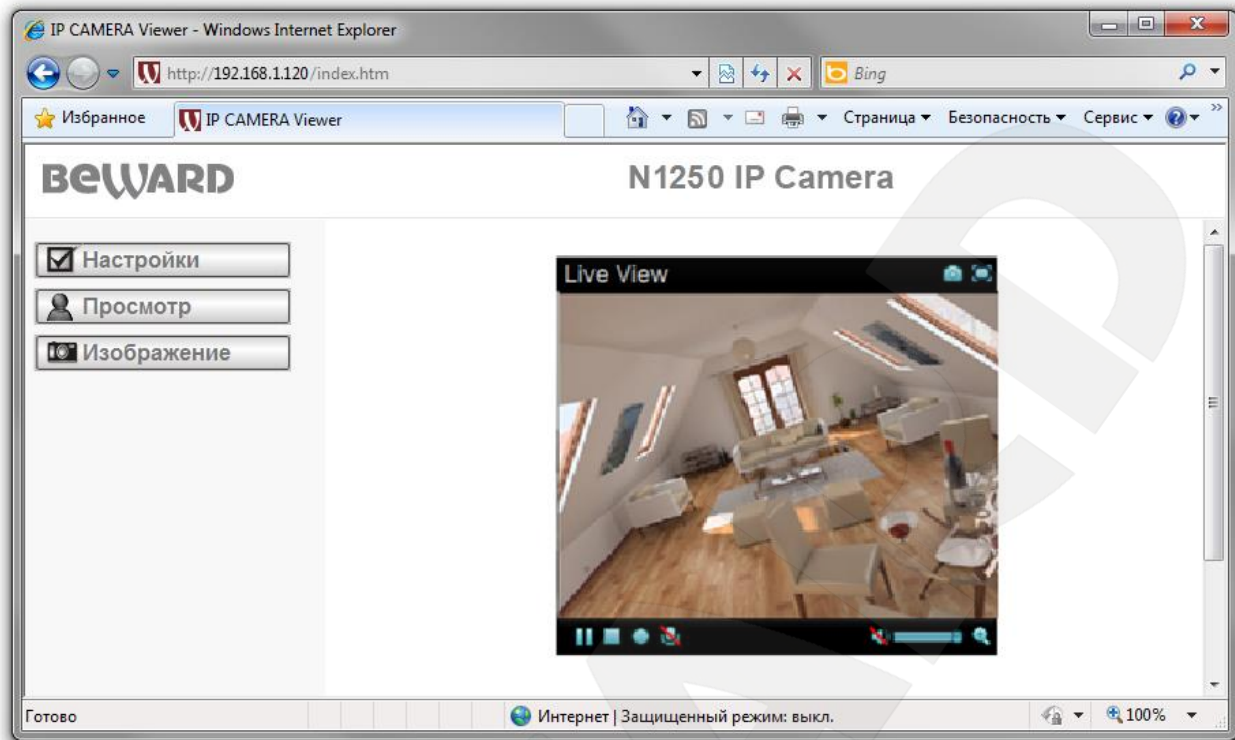 IP CAMERA Viewer - Windows Internet Explorer
http://192.168.1.120/index.htm
Bing
Избранное
IP CAMERA Viewer
Страница
Безопасность
Сервис
BEWARD
N1250 IP Camera
Настройки
Просмотр
Изображение
Live View
Готово
Интернет | Защищенный режим: выкл.
100%